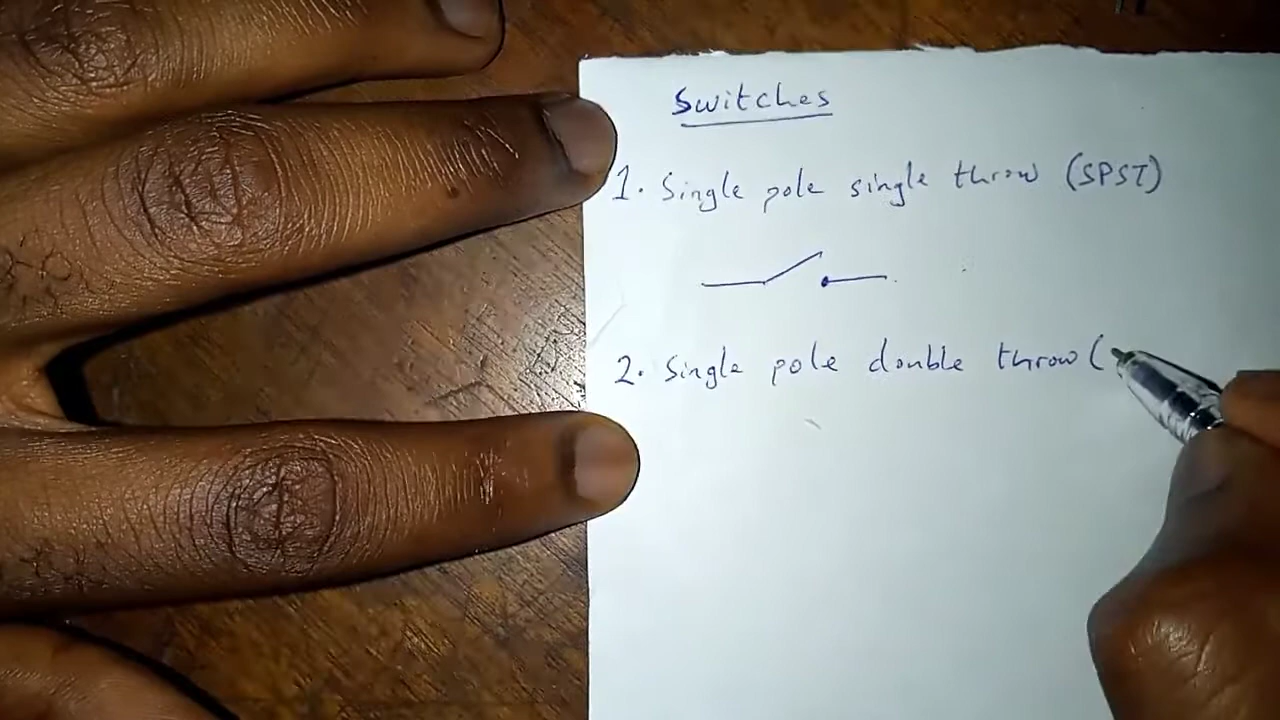 Switches
1. Single pole single throw (SPST)
2. Single pole double throw (